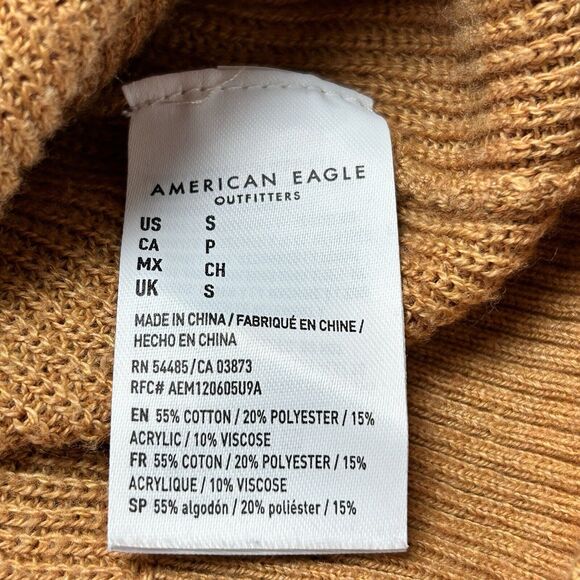 AMERICAN EAGLE
OUTFITTERS
US S
CA P
MX CH
UK S
MADE IN CHINA / FABRIQUÉ EN CHINE /
HECHO EN CHINA
RN 54485/CA 03873
RFC# AEM120605U9A
EN 55% COTTON / 20% POLYESTER / 15%
ACRYLIC / 10% VISCOSE
FR 55% COTON / 20% POLYESTER / 15%
ACRYLIQUE / 10% VISCOSE
SP 55% algodón / 20% poliéster / 15%